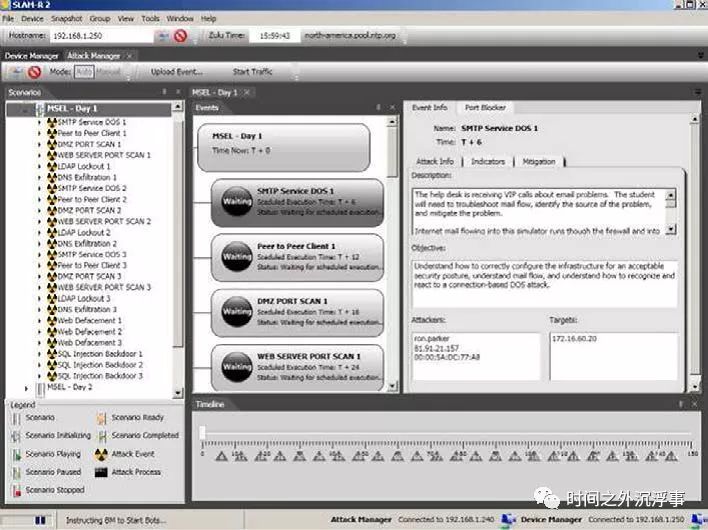 SLAM-R 2
File Device Snapshot Group View Tools Window Help
Hostname: 192.168.1.250 Zulu Time: 15:59:43 north-america.pool.ntp.org
Device Manager Attack Manager
Mode: Auto Manual Upload Event... Start Traffic
Scenarios
MSEL - Day 1
SMTP Service DOS 1
Peer to Peer Client 1
DMZ PORT SCAN 1
WEB SERVER PORT SCAN 1
LDAP Lockout 1
DNS Exfiltration 1
SMTP Service DOS 2
Peer to Peer Client 2
DMZ PORT SCAN 2
WEB SERVER PORT SCAN 2
LDAP Lockout 2
DNS Exfiltration 2
SMTP Service DOS 3
Peer to Peer Client 3
DMZ PORT SCAN 3
WEB SERVER PORT SCAN 3
LDAP Lockout 3
DNS Exfiltration 3
Web Defacement 1
Web Defacement 2
Web Defacement 3
SQL Injection Backdoor 1
SQL Injection Backdoor 2
SQL Injection Backdoor 3
MSEL - Day 2
Legend
Scenario Scenario Ready
Scenario Initializing Scenario Completed
Scenario Playing Attack Event
Scenario Paused Attack Process
Scenario Stopped
MSEL - Day 1
Events
MSEL - Day 1
Time Now: T + 0
Waiting
SMTP Service DOS 1
Sceduled Execution Time: T + 6
Status: Waiting for scheduled execution...
Waiting
Peer to Peer Client 1
Sceduled Execution Time: T + 12
Status: Waiting for scheduled execution...
Waiting
DMZ PORT SCAN 1
Sceduled Execution Time: T + 18
Status: Waiting for scheduled execution...
Waiting
WEB SERVER PORT SCAN 1
Sceduled Execution Time: T + 24
Status: Waiting for scheduled execution...
Event Info Port Blocker
Name: SMTP Service DOS 1
Time: T + 6
Attack Info Indicators Mitigation
Description:
The help desk is receiving VIP calls about email problems. The student
will need to troubleshoot mail flow, identify the source of the problem,
and mitigate the problem.
Internet mail flowing into this simulator runs though the firewall and into
Objective:
Understand how to correctly configure the infrastructure for an acceptable
security posture, understand mail flow, and understand how to recognize and
react to a connection-based DOS attack.
Attackers: Targets:
ron.parker 172.16.60.20
81.91.21.157
00:00:5A:DC:77:A8
Timeline
0
150
Instructing BM to Start Bots... Attack Manager Connected to 192.168.1.240 Device Manager Connected to 192.168.1.250
时间之外沉浮事